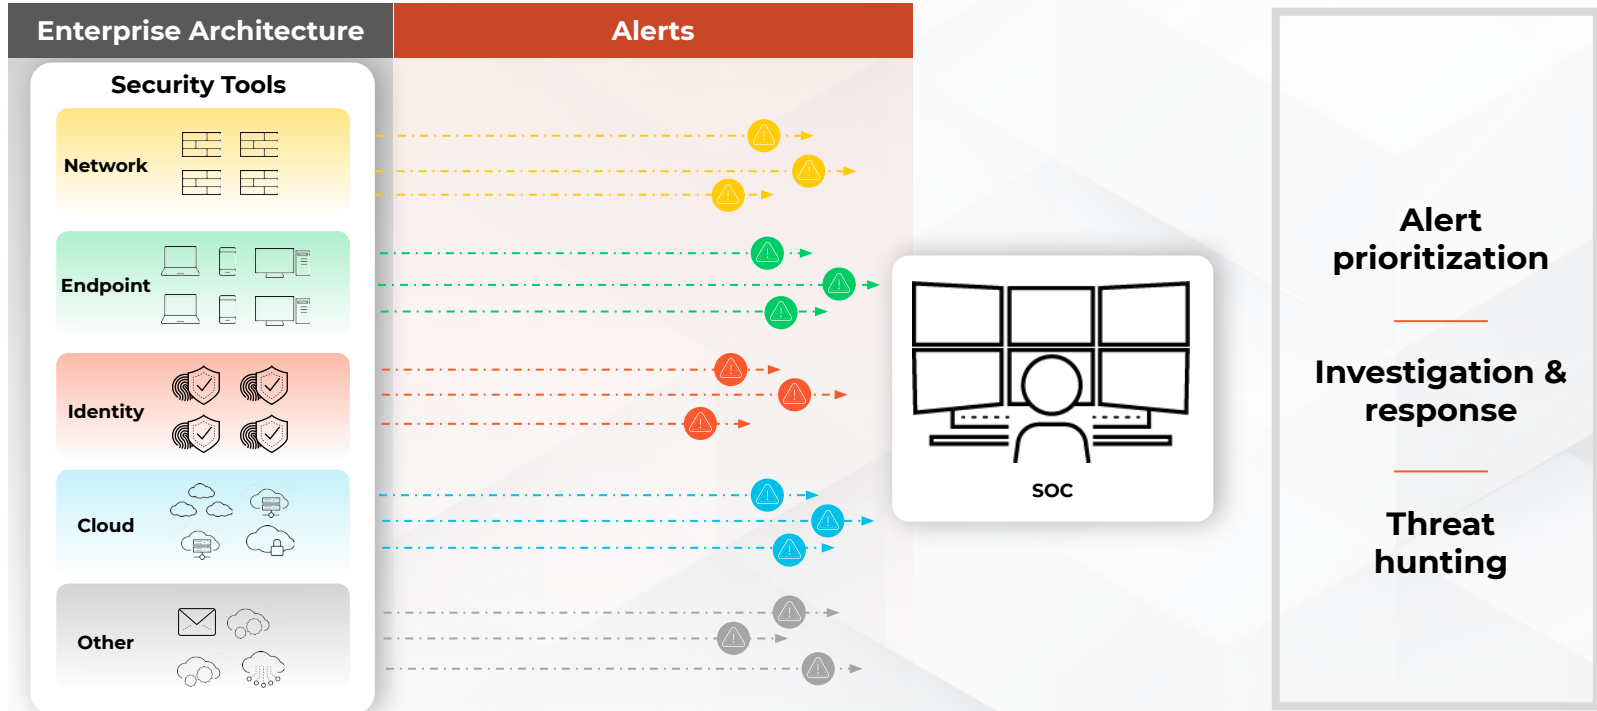 Enterprise Architecture
Alerts
Security Tools
Network
Endpoint
Identity
Cloud
Other
SOC
Alert
prioritization
Investigation &
response
Threat
hunting